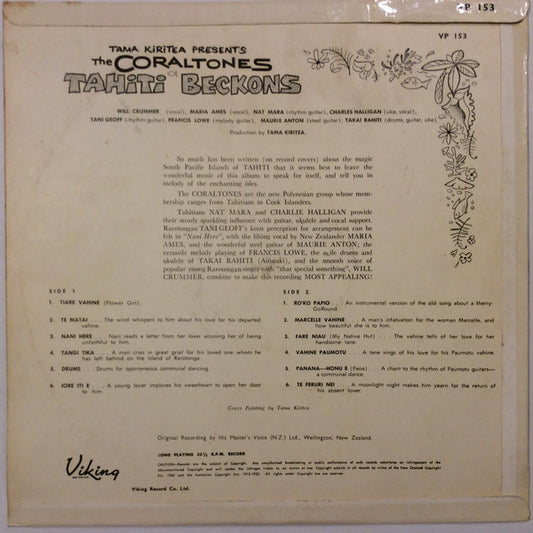 VP 153
VP 153
TAMA KIRITEA PRESENTS
the CORALTONES
TAHITI BECKONS
WILL CRUMMER (vocal), MARIA AMES (vocal), NAT MARA (rhythm guitar), CHARLES HALLIGAN (uke, vocal),
TANI GEOFF (rhythm guitar), FRANCIS LOWE (melody guitar), MAURIE ANTON (steel guitar), TAKAI RAHITI (drums, guitar, uke)
Production by TAMA KIRITEA.
So much has been written (on record covers) about the magic
South Pacific Islands of TAHITI that it seems best to leave the
wonderful music of this album to speak for itself, and tell you in
melody of the enchanting isles.
The CORALTONES are the new Polynesian group whose mem-
bership ranges from Tahitians to Cook Islanders.
Tahitians NAT MARA and CHARLIE HALLIGAN provide
their steady sparkling influence with guitar, ukulele and vocal support.
Rarotongan TANI GEOFF's keen perception for arrangement can be
felt in "Nani Here", with the lilting vocal by New Zealander MARIA
AMES, and the wonderful steel guitar of MAURIE ANTON; the
versatile melody playing of FRANCIS LOWE, the agile drums and
ukulele of TAKAI RAHITI (Aitutaki), and the smooth voice of
popular young Rarotongan singer with "that special something", WILL
CRUMMER, combine to make this recording MOST APPEALING!
SIDE 1
1. TIARE VAHINE (Flower Girl).
2. TE MATAI . . . The wind whispers to him about his love for his departed
vahine.
3. NANI HERE . . . Nani reads a letter from her lover accusing her of being
unfaithful to him.
4. TANGI TIKA . . . A man cries in great grief for his loved one whom he
has left behind on the island of Rarotonga.
5. DRUMS . . . Drums for spontaneous communal dancing.
6. IORE ITI E . . . A young lover implores his sweetheart to open her door
to him.
SIDE 2
1. RO'KO PAPIO . . . An instrumental version of the old song about a Merry-
GoRound.
2. MARCELLE VAHINE . . . A man's infatuation for the woman Marcelle, and
how beautiful she is to him.
3. FARE NIAU (My Native Hut) . . . The vahine tells of her love for her
handsome tane.
4. VAHINE PAUMOTU . . . A tane sings of his love for his Paumotu vahine.
5. PANANA—HONU E (Paoa) . . . A chant to the rhythm of Paumotu guitars—
a communal dance.
6. TE FERURI NEI . . . A moonlight night makes him yearn for the return of
his absent lover.
Cover Painting by Tama Kiritea
Original Recording by His Master's Voice (N.Z.) Ltd., Wellington, New Zealand.
LONG PLAYING 33⅓ R.P.M. RECORD
Viking
Viking Record Co. Ltd.